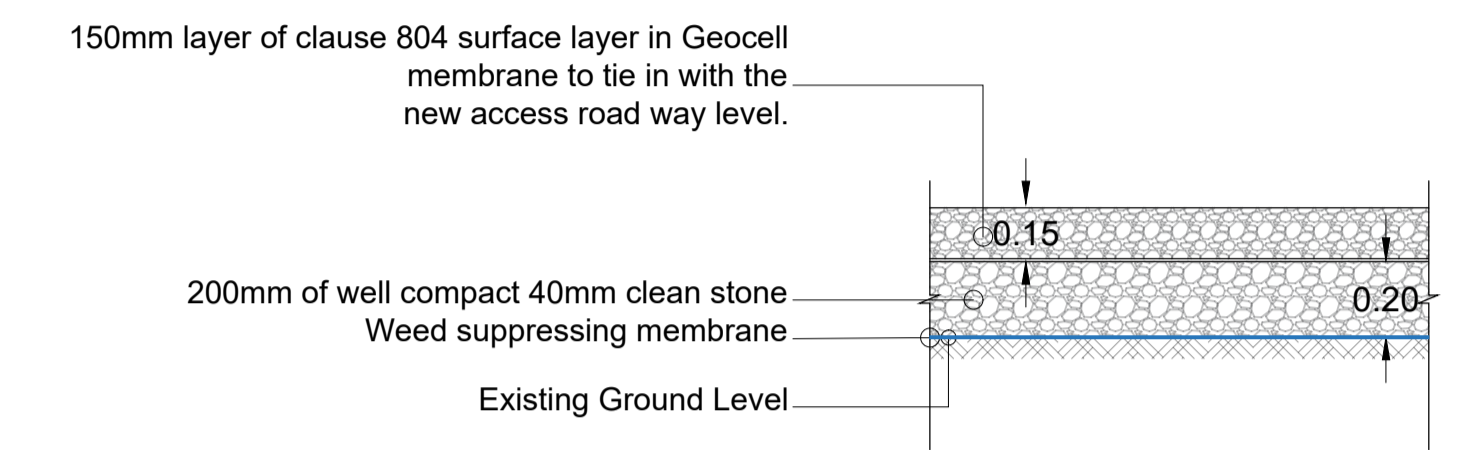 150mm layer of clause 804 surface layer in Geocell
membrane to tie in with the
new access road way level.
0.15
200mm of well compact 40mm clean stone
0.20
Weed suppressing membrane
Existing Ground Level